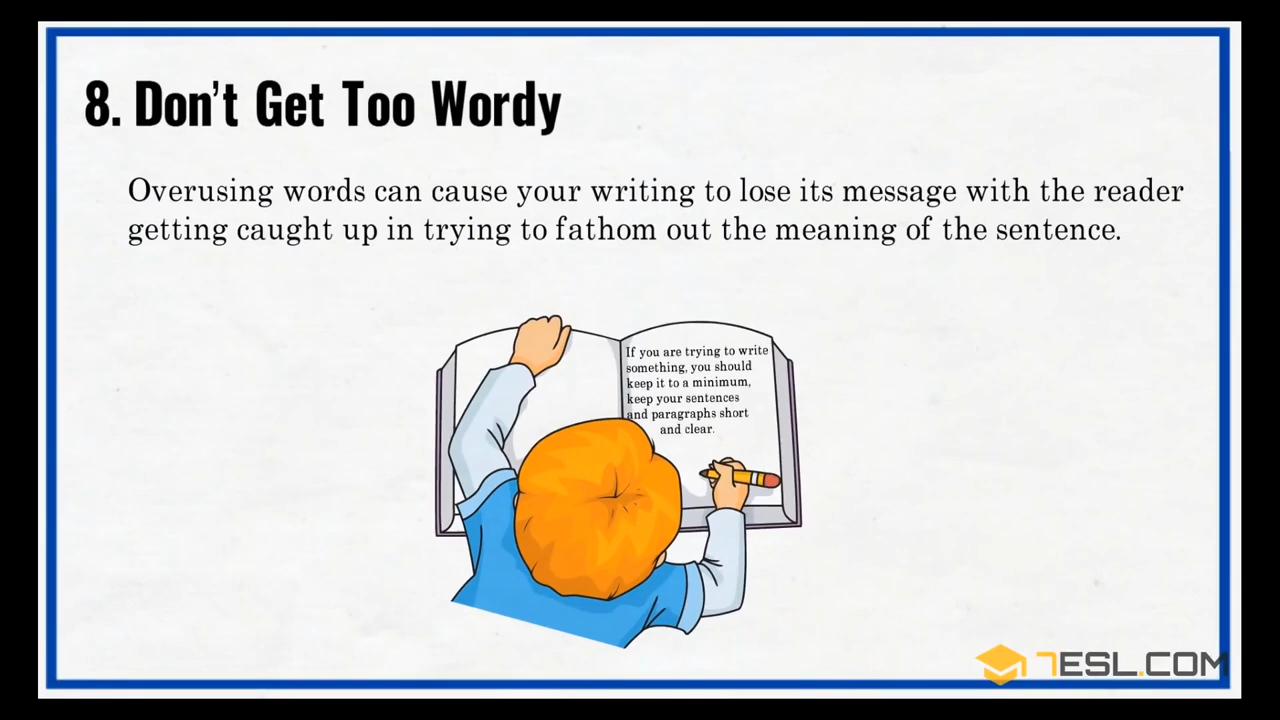 8. Don't Get Too Wordy
Overusing words can cause your writing to lose its message with the reader
getting caught up in trying to fathom out the meaning of the sentence.
If you are trying to write
something, you should
keep it to a minimum,
keep your sentences
and paragraphs short
and clear.
7ESL.COM